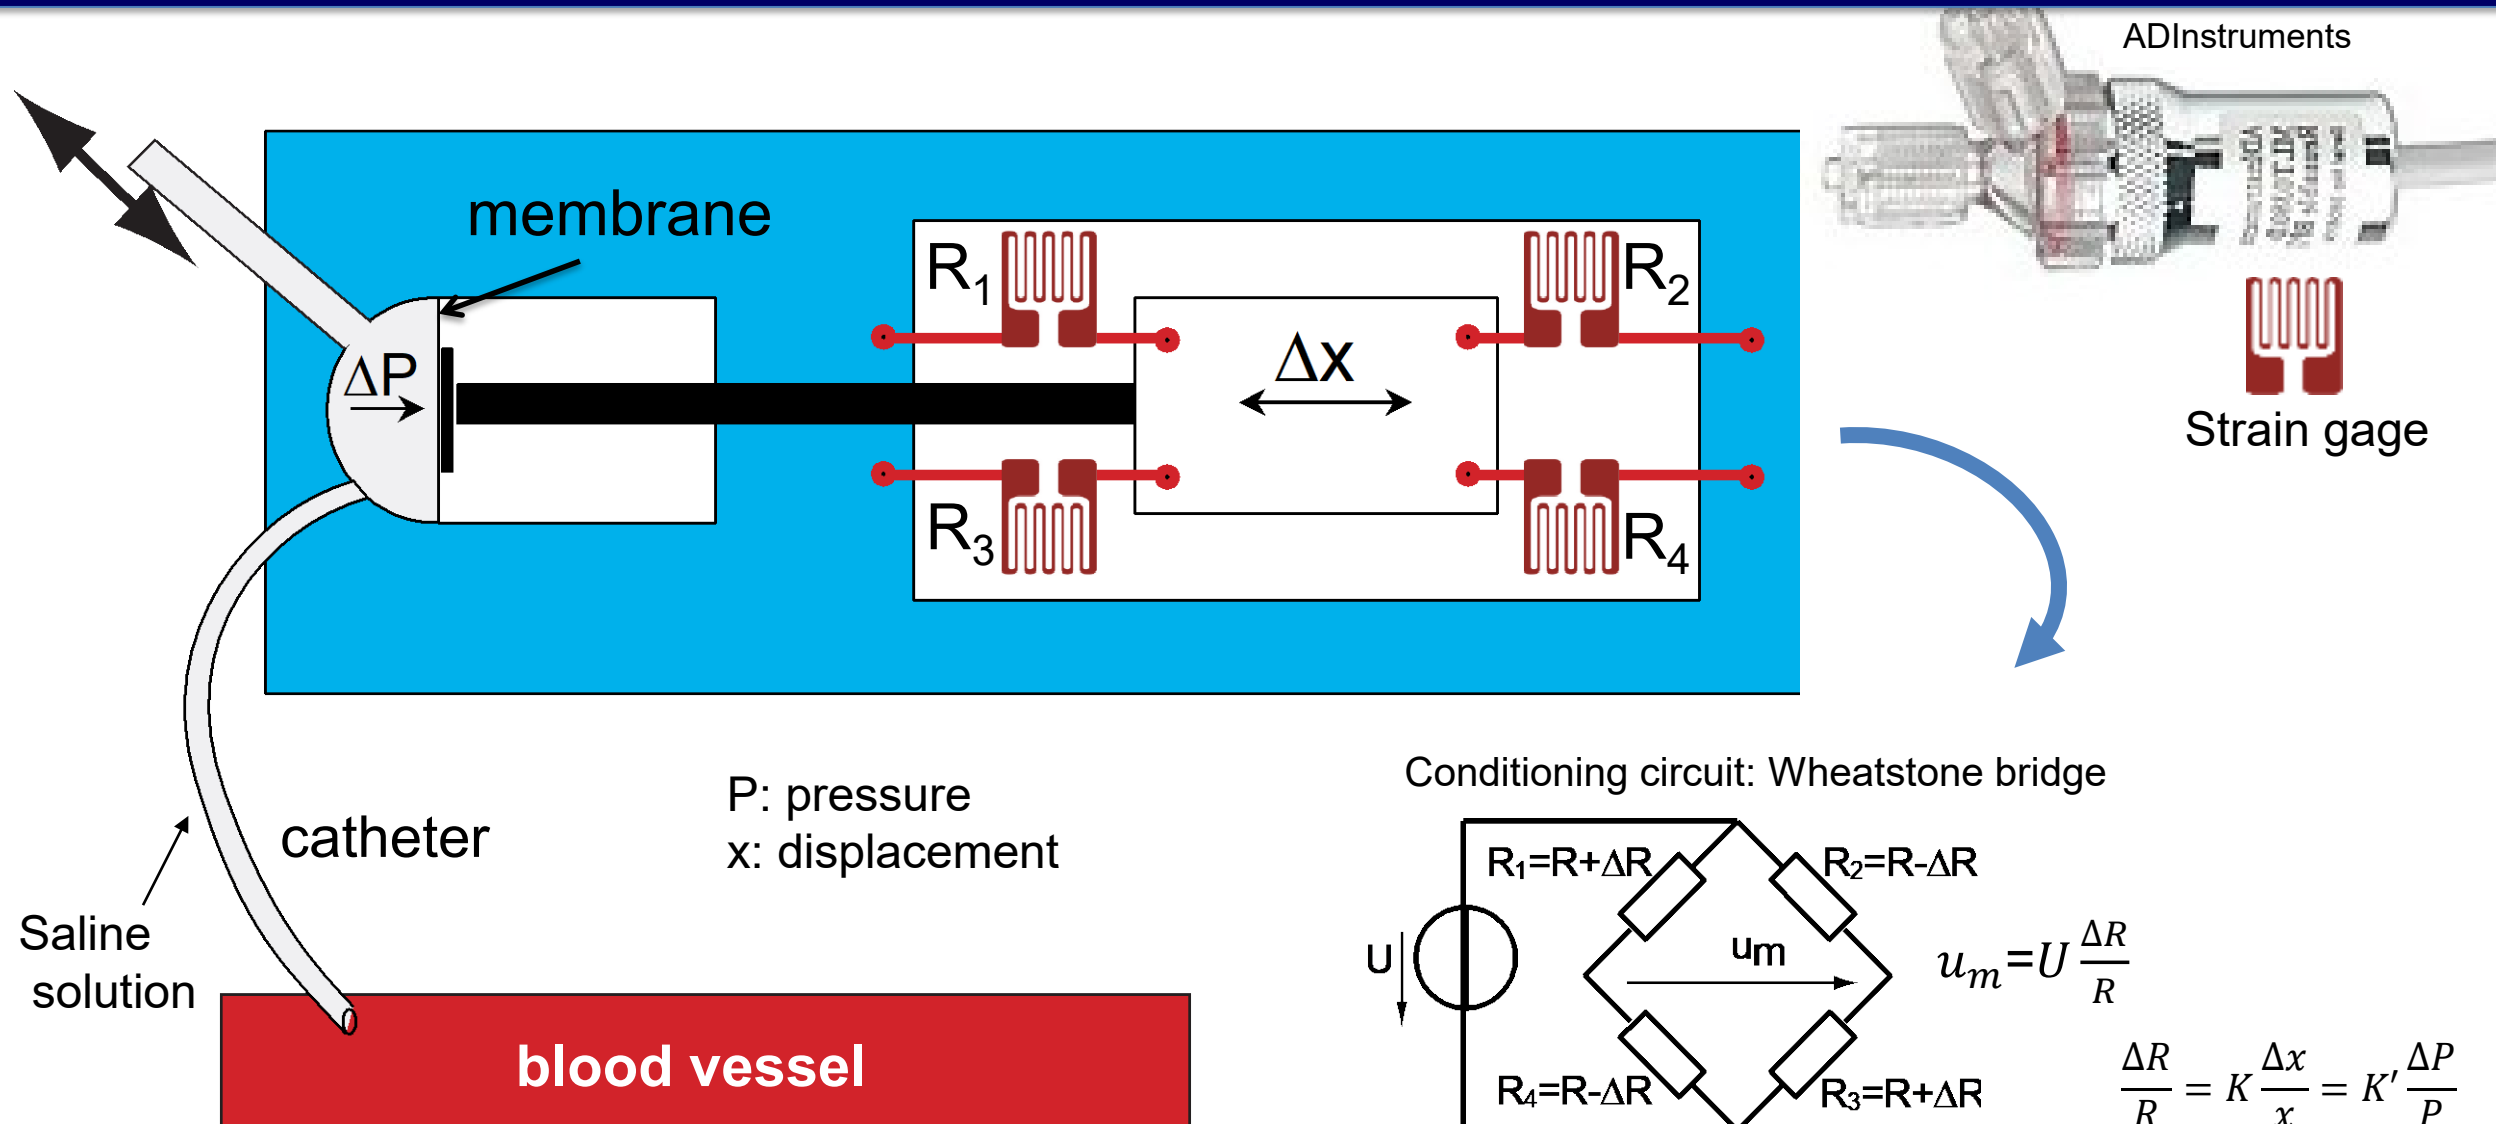 ADInstruments
membrane
R1
R2
ΔP
Δx
R3
R4
Strain gage
P: pressure
x: displacement
catheter
Saline
solution
blood vessel
Conditioning circuit: Wheatstone bridge
R1=R+ΔR
R2=R-ΔR
U
um
um=U ΔR/R
R4=R-ΔR
R3=R+ΔR
ΔR/R = K Δx/x = K′ ΔP/P